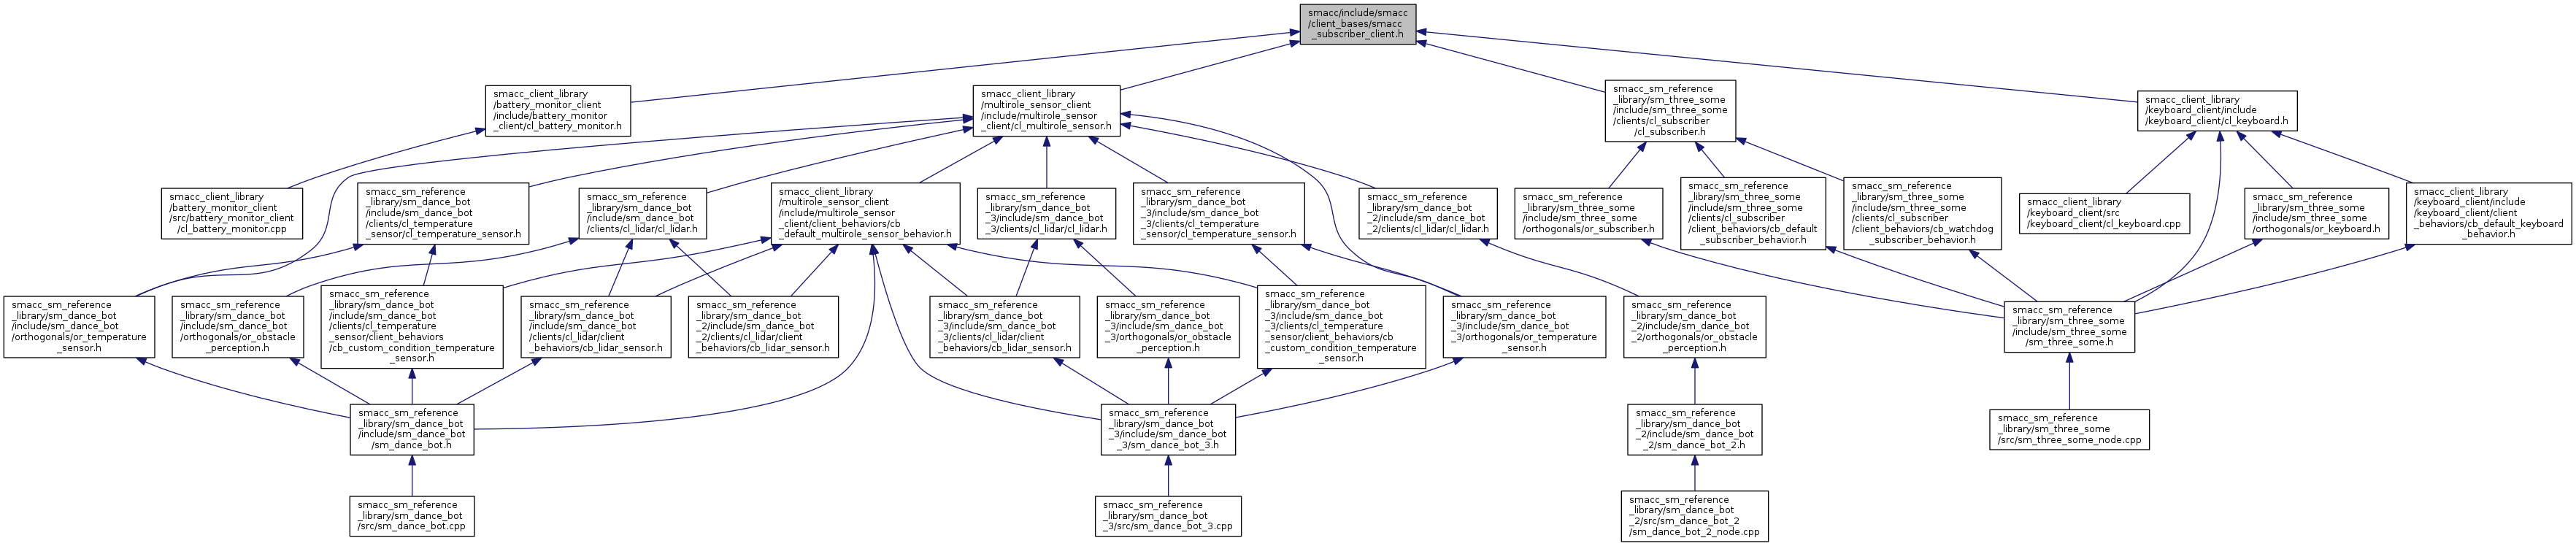 smacc/include/smacc
/client_bases/smacc
_subscriber_client.h
smacc_client_library
/battery_monitor_client
/include/battery_monitor
_client/cl_battery_monitor.h
smacc_client_library
/multirole_sensor_client
/include/multirole_sensor
_client/cl_multirole_sensor.h
smacc_sm_reference
_library/sm_three_some
/include/sm_three_some
/clients/cl_subscriber
/cl_subscriber.h
smacc_client_library
/keyboard_client/include
/keyboard_client/cl_keyboard.h
smacc_client_library
/battery_monitor_client
/src/battery_monitor_client
/cl_battery_monitor.cpp
smacc_sm_reference
_library/sm_dance_bot
/include/sm_dance_bot
/clients/cl_temperature
_sensor/cl_temperature_sensor.h
smacc_sm_reference
_library/sm_dance_bot
/include/sm_dance_bot
/clients/cl_lidar/cl_lidar.h
smacc_client_library
/multirole_sensor_client
/include/multirole_sensor
_client/client_behaviors/cb
_default_multirole_sensor_behavior.h
smacc_sm_reference
_library/sm_dance_bot
_3/include/sm_dance_bot
_3/clients/cl_lidar/cl_lidar.h
smacc_sm_reference
_library/sm_dance_bot
_3/include/sm_dance_bot
_3/clients/cl_temperature
_sensor/cl_temperature_sensor.h
smacc_sm_reference
_library/sm_dance_bot
_2/include/sm_dance_bot
_2/clients/cl_lidar/cl_lidar.h
smacc_sm_reference
_library/sm_three_some
/include/sm_three_some
/orthogonals/or_subscriber.h
smacc_sm_reference
_library/sm_three_some
/include/sm_three_some
/clients/cl_subscriber
/client_behaviors/cb_default
_subscriber_behavior.h
smacc_sm_reference
_library/sm_three_some
/include/sm_three_some
/clients/cl_subscriber
/client_behaviors/cb_watchdog
_subscriber_behavior.h
smacc_client_library
/keyboard_client/src
/keyboard_client/cl_keyboard.cpp
smacc_sm_reference
_library/sm_three_some
/include/sm_three_some
/orthogonals/or_keyboard.h
smacc_client_library
/keyboard_client/include
/keyboard_client/client
_behaviors/cb_default_keyboard
_behavior.h
smacc_sm_reference
_library/sm_dance_bot
/include/sm_dance_bot
/orthogonals/or_temperature
_sensor.h
smacc_sm_reference
_library/sm_dance_bot
/include/sm_dance_bot
/orthogonals/or_obstacle
_perception.h
smacc_sm_reference
_library/sm_dance_bot
/include/sm_dance_bot
/clients/cl_temperature
_sensor/client_behaviors
/cb_custom_condition_temperature
_sensor.h
smacc_sm_reference
_library/sm_dance_bot
/include/sm_dance_bot
/clients/cl_lidar/client
_behaviors/cb_lidar_sensor.h
smacc_sm_reference
_library/sm_dance_bot
_2/include/sm_dance_bot
_2/clients/cl_lidar/client
_behaviors/cb_lidar_sensor.h
smacc_sm_reference
_library/sm_dance_bot
_3/include/sm_dance_bot
_3/clients/cl_lidar/client
_behaviors/cb_lidar_sensor.h
smacc_sm_reference
_library/sm_dance_bot
_3/include/sm_dance_bot
_3/orthogonals/or_obstacle
_perception.h
smacc_sm_reference
_library/sm_dance_bot
_3/include/sm_dance_bot
_3/clients/cl_temperature
_sensor/client_behaviors/cb
_custom_condition_temperature
_sensor.h
smacc_sm_reference
_library/sm_dance_bot
_3/include/sm_dance_bot
_3/orthogonals/or_temperature
_sensor.h
smacc_sm_reference
_library/sm_dance_bot
_2/include/sm_dance_bot
_2/orthogonals/or_obstacle
_perception.h
smacc_sm_reference
_library/sm_three_some
/include/sm_three_some
/sm_three_some.h
smacc_sm_reference
_library/sm_dance_bot
/include/sm_dance_bot
/sm_dance_bot.h
smacc_sm_reference
_library/sm_dance_bot
_3/include/sm_dance_bot
_3/sm_dance_bot_3.h
smacc_sm_reference
_library/sm_dance_bot
_2/include/sm_dance_bot
_2/sm_dance_bot_2.h
smacc_sm_reference
_library/sm_three_some
/src/sm_three_some_node.cpp
smacc_sm_reference
_library/sm_dance_bot
/src/sm_dance_bot.cpp
smacc_sm_reference
_library/sm_dance_bot
_3/src/sm_dance_bot_3.cpp
smacc_sm_reference
_library/sm_dance_bot
_2/src/sm_dance_bot_2
/sm_dance_bot_2_node.cpp